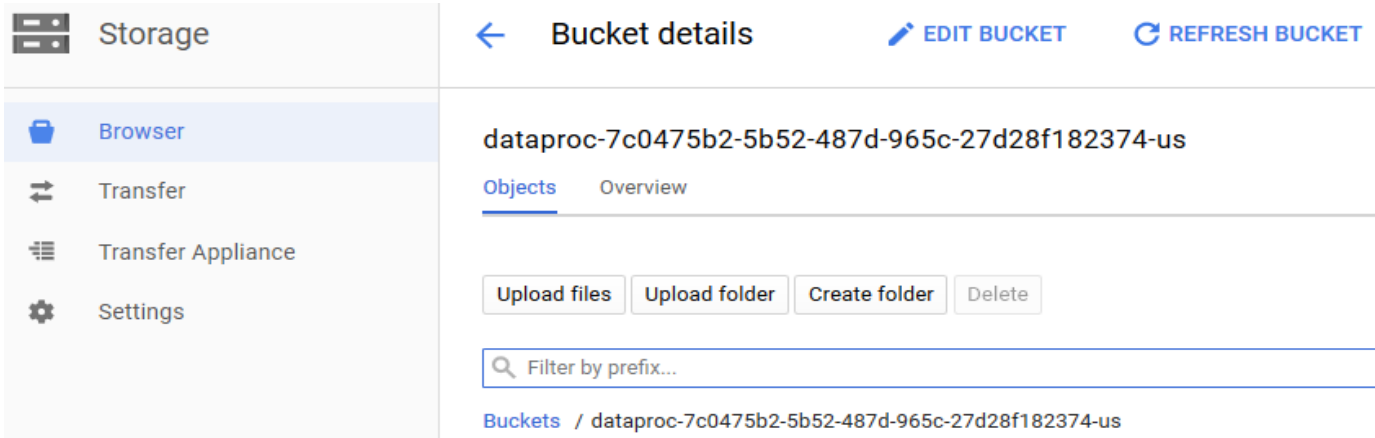 Storage
Bucket details
EDIT BUCKET
REFRESH BUCKET
Browser
Transfer
Transfer Appliance
Settings
dataproc-7c0475b2-5b52-487d-965c-27d28f182374-us
Objects Overview
Upload files Upload folder Create folder Delete
Filter by prefix...
Buckets / dataproc-7c0475b2-5b52-487d-965c-27d28f182374-us